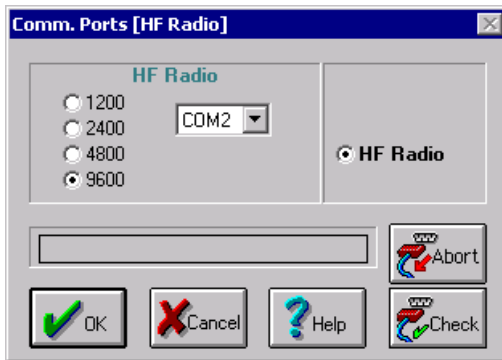 Comm. Ports [HF Radio]
HF Radio
1200
2400
4800
9600
COM2
HF Radio
Abort
OK
Cancel
Help
Check